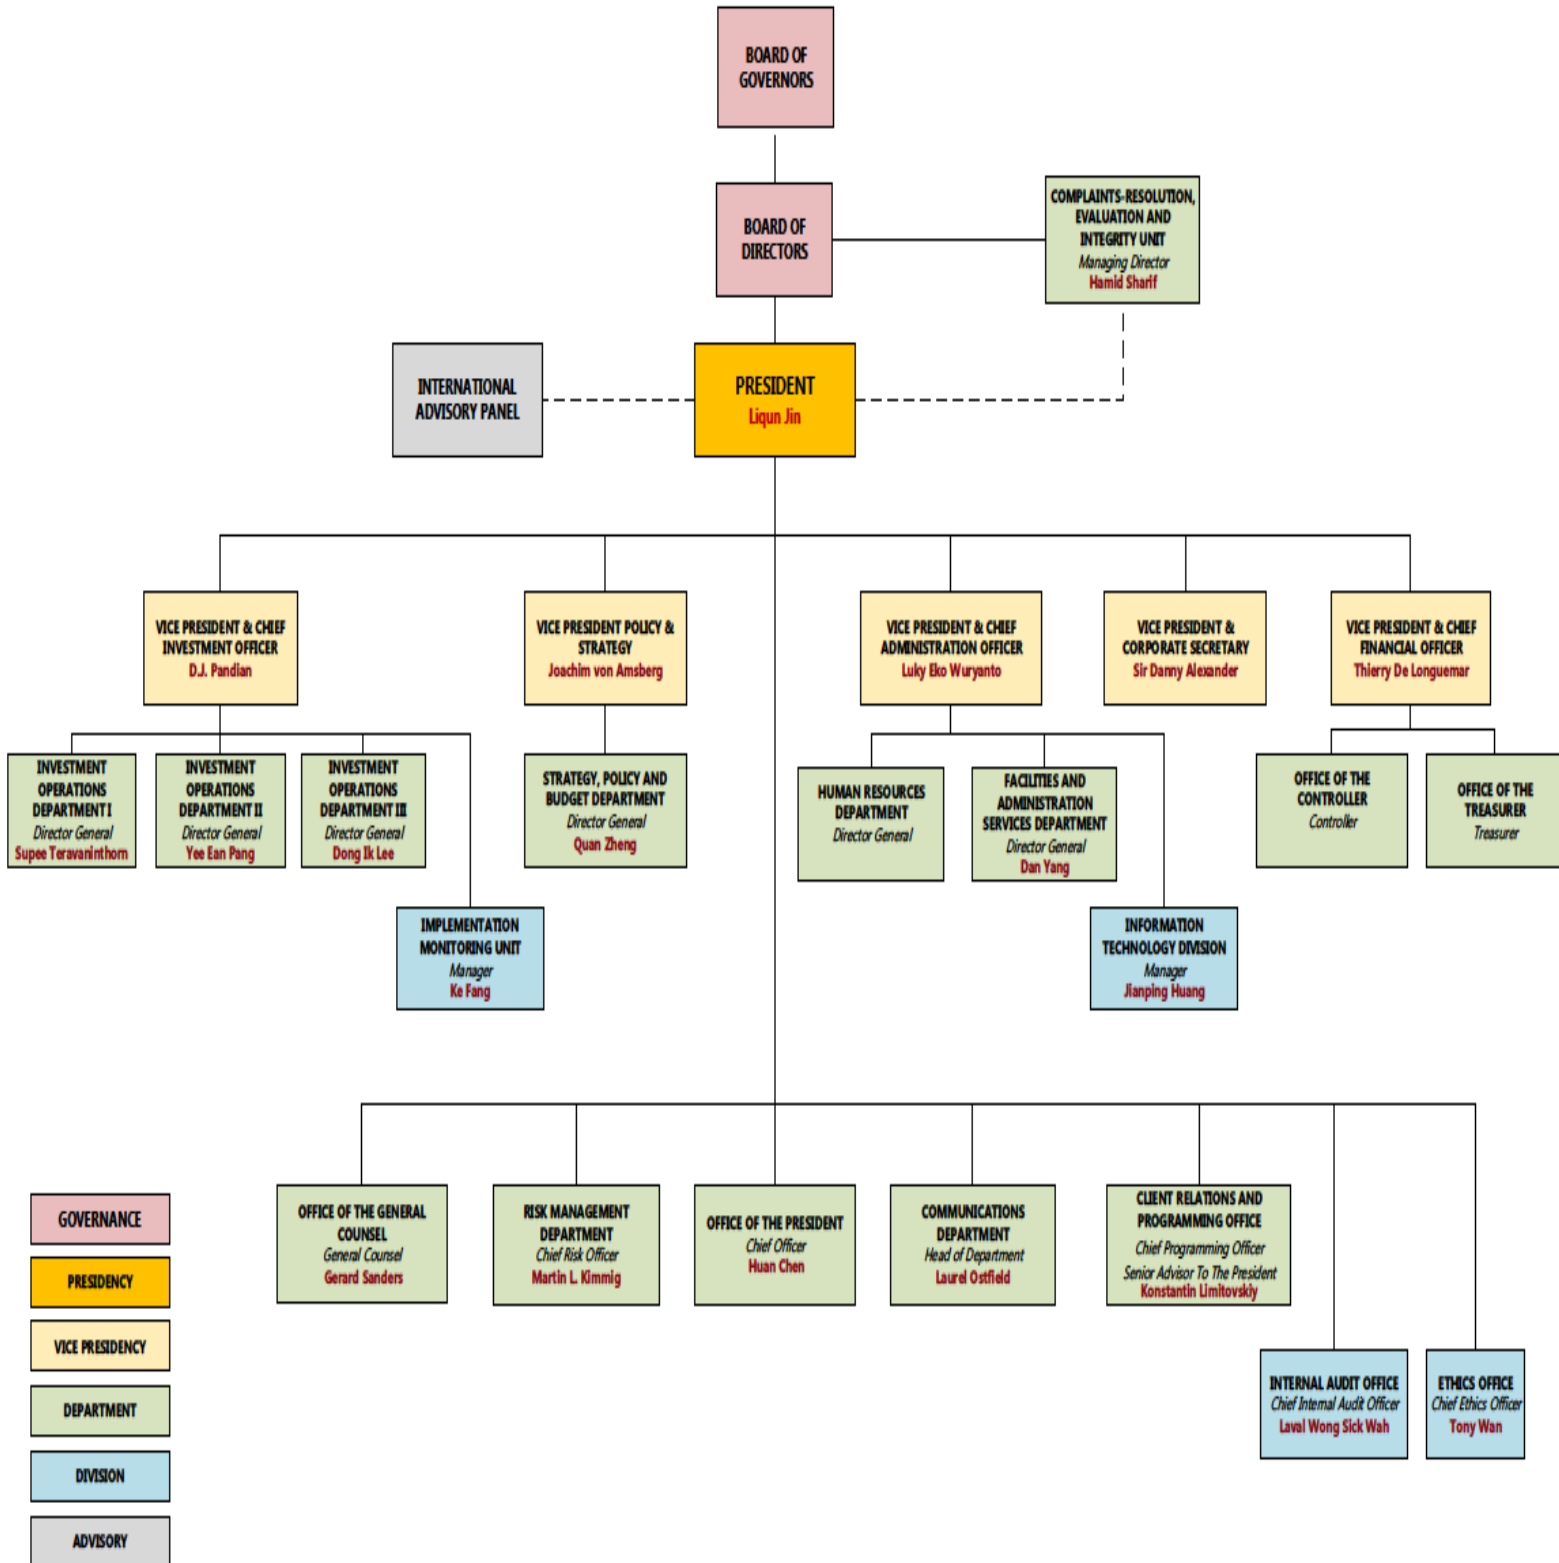 BOARD OF
GOVERNORS
BOARD OF
DIRECTORS
COMPLAINTS-RESOLUTION,
EVALUATION AND
INTEGRITY UNIT
Managing Director
Hamid Sharif
INTERNATIONAL
ADVISORY PANEL
PRESIDENT
Liqun Jin
VICE PRESIDENT & CHIEF
INVESTMENT OFFICER
D.J. Pandian
VICE PRESIDENT POLICY &
STRATEGY
Joachim von Amsberg
VICE PRESIDENT & CHIEF
ADMINISTRATION OFFICER
Luky Eko Wuryanto
VICE PRESIDENT &
CORPORATE SECRETARY
Sir Danny Alexander
VICE PRESIDENT & CHIEF
FINANCIAL OFFICER
Thierry De Longuemar
INVESTMENT
OPERATIONS
DEPARTMENT I
Director General
Supee Teravaninthorn
INVESTMENT
OPERATIONS
DEPARTMENT II
Director General
Yee Ean Pang
INVESTMENT
OPERATIONS
DEPARTMENT III
Director General
Dong Ik Lee
STRATEGY, POLICY AND
BUDGET DEPARTMENT
Director General
Quan Zheng
HUMAN RESOURCES
DEPARTMENT
Director General
FACILITIES AND
ADMINISTRATION
SERVICES DEPARTMENT
Director General
Dan Yang
OFFICE OF THE
CONTROLLER
Controller
OFFICE OF THE
TREASURER
Treasurer
IMPLEMENTATION
MONITORING UNIT
Manager
Ke Fang
INFORMATION
TECHNOLOGY DIVISION
Manager
Jianping Huang
OFFICE OF THE GENERAL
COUNSEL
General Counsel
Gerard Sanders
RISK MANAGEMENT
DEPARTMENT
Chief Risk Officer
Martin L. Kimmig
OFFICE OF THE PRESIDENT
Chief Officer
Huan Chen
COMMUNICATIONS
DEPARTMENT
Head of Department
Laurel Ostfield
CLIENT RELATIONS AND
PROGRAMMING OFFICE
Chief Programming Officer
Senior Advisor To The President
Konstantin Limitovskiy
INTERNAL AUDIT OFFICE
Chief Internal Audit Officer
Laval Wong Sick Wah
ETHICS OFFICE
Chief Ethics Officer
Tony Wan
GOVERNANCE
PRESIDENCY
VICE PRESIDENCY
DEPARTMENT
DIVISION
ADVISORY